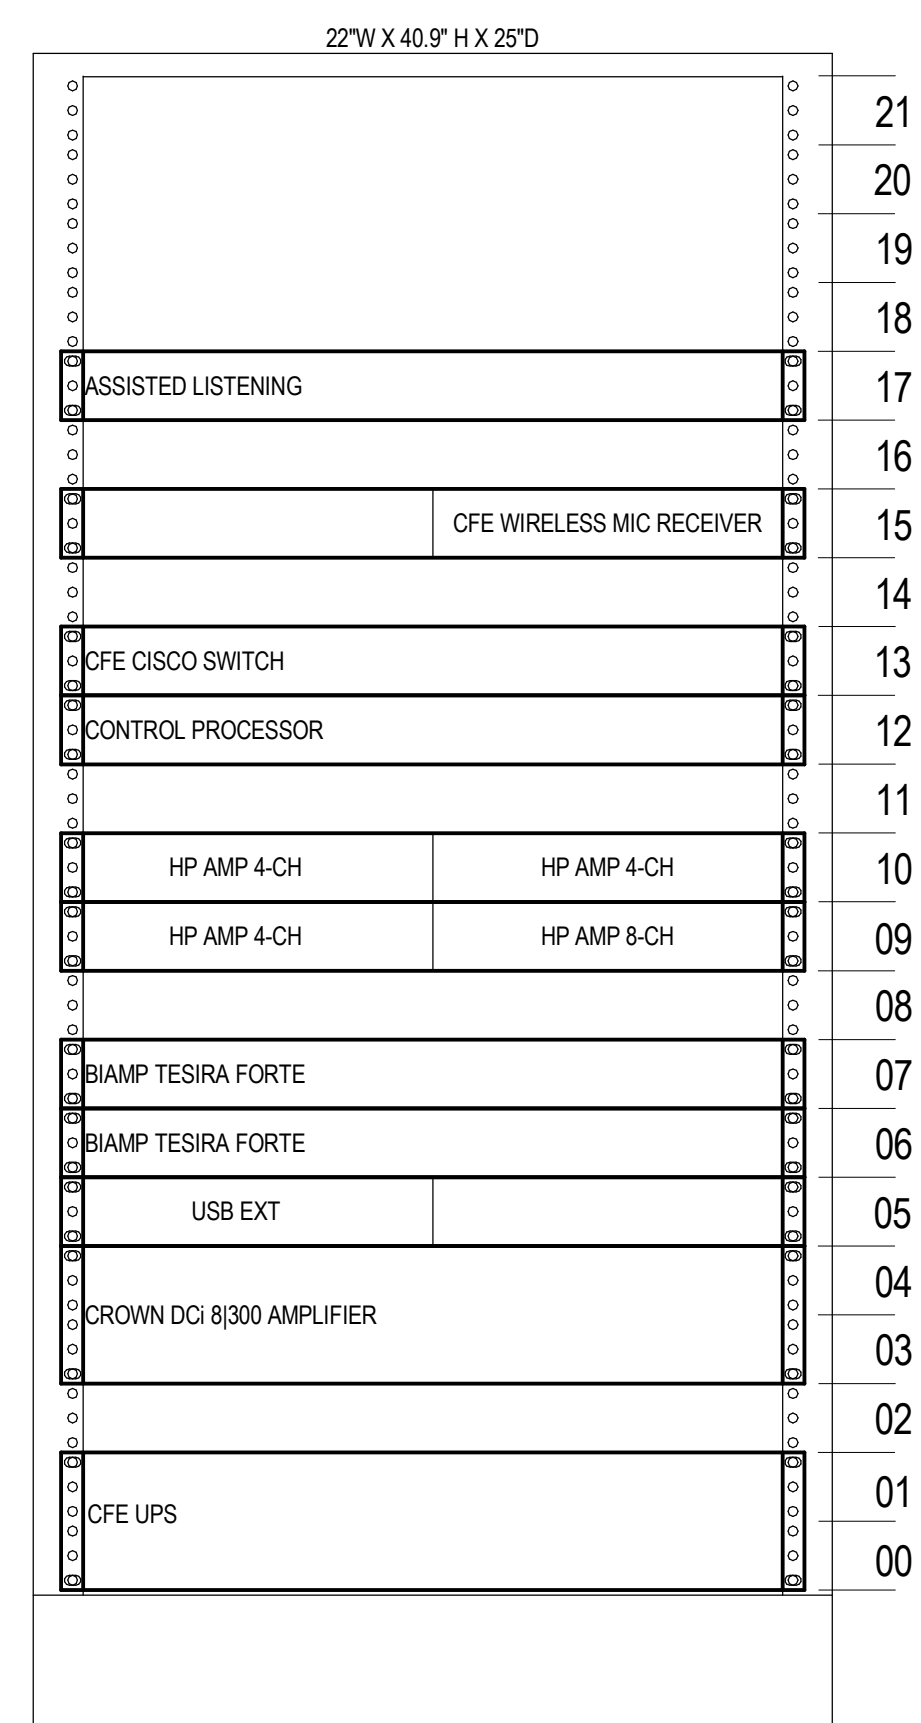 22"W X 40.9" H X 25"D
21
20
19
18
ASSISTED LISTENING 17
16
CFE WIRELESS MIC RECEIVER 15
14
CFE CISCO SWITCH 13
CONTROL PROCESSOR 12
11
HP AMP 4-CH HP AMP 4-CH 10
HP AMP 4-CH HP AMP 8-CH 09
08
BIAMP TESIRA FORTE 07
BIAMP TESIRA FORTE 06
USB EXT 05
04
CROWN DCi 8|300 AMPLIFIER
03
02
01
CFE UPS
00